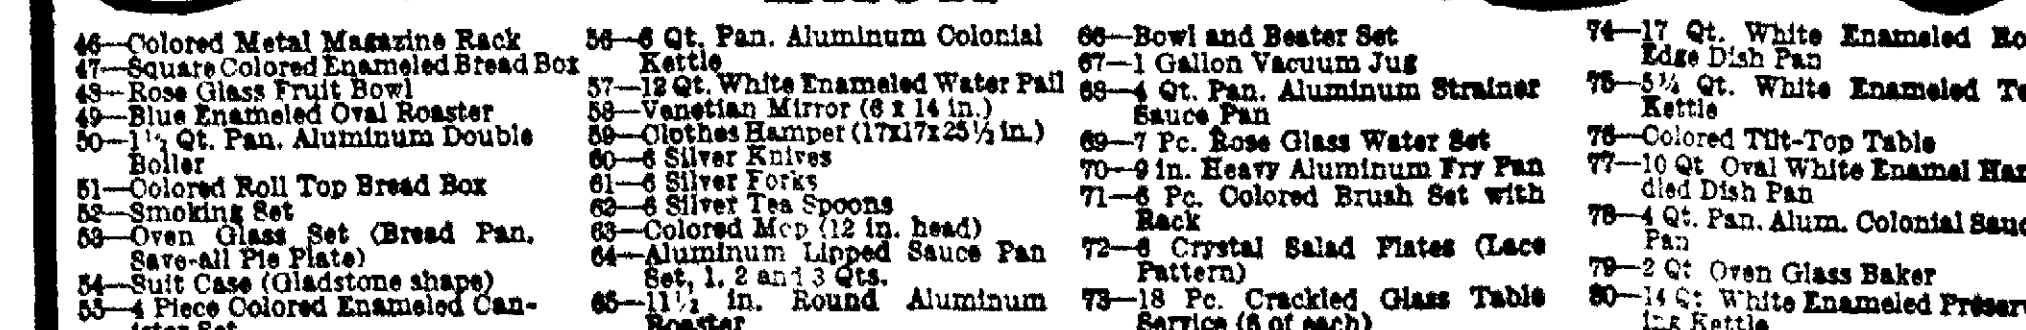 46—Colored Metal Magazine Rack
47—Square Colored Enameled Bread Box
48—Rose Glass Fruit Bowl
49—Blue Enameled Oval Roaster
50—1½ Qt. Pan. Aluminum Double
Boiler
51—Colored Roll Top Bread Box
52—Smoking Set
53—Oven Glass Set (Bread Pan,
Save-all Pie Plate)
54—Suit Case (Gladstone shape)
55—4 Piece Colored Enameled Can-
ister Set
56—6 Qt. Pan. Aluminum Colonial
Kettle
57—12 Qt. White Enameled Water Pail
58—Venetian Mirror (6 x 14 in.)
59—Clothes Hamper (17x17x25½ in.)
60—6 Silver Knives
61—6 Silver Forks
62—6 Silver Tea Spoons
63—Colored Mop (12 in. head)
64—Aluminum Lipped Sauce Pan
Set, 1, 2 and 3 Qts.
65—11½ in. Round Aluminum
Roaster
66—Bowl and Beater Set
67—1 Gallon Vacuum Jug
68—4 Qt. Pan. Aluminum Strainer
Sauce Pan
69—7 Pc. Rose Glass Water Set
70—9 in. Heavy Aluminum Fry Pan
71—6 Pc. Colored Brush Set with
Rack
72—6 Crystal Salad Plates (Lace
Pattern)
73—18 Pc. Crackled Glass Table
Service (6 of each)
74—17 Qt. White Enameled Ro
Edge Dish Pan
75—5¼ Qt. White Enameled Te
Kettle
76—Colored Tilt-Top Table
77—10 Qt Oval White Enamel Han
dled Dish Pan
78—4 Qt. Pan. Alum. Colonial Sauc
Pan
79—2 Qt Oven Glass Baker
80—14 Qt White Enameled Preserv
ing Kettle